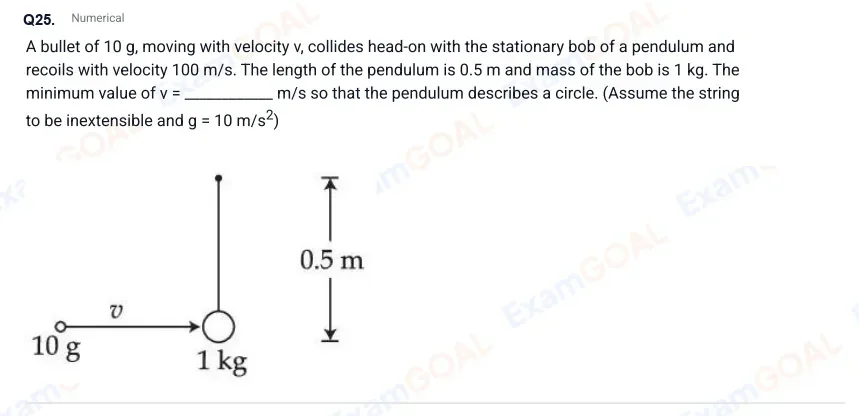 Q25. Numerical
A bullet of 10 g, moving with velocity v, collides head-on with the stationary bob of a pendulum and
recoils with velocity 100 m/s. The length of the pendulum is 0.5 m and mass of the bob is 1 kg. The
minimum value of v = __________ m/s so that the pendulum describes a circle. (Assume the string
to be inextensible and g = 10 m/s²)
0.5 m
v
10 g
1 kg
ExamGOAL
ExamGOAL